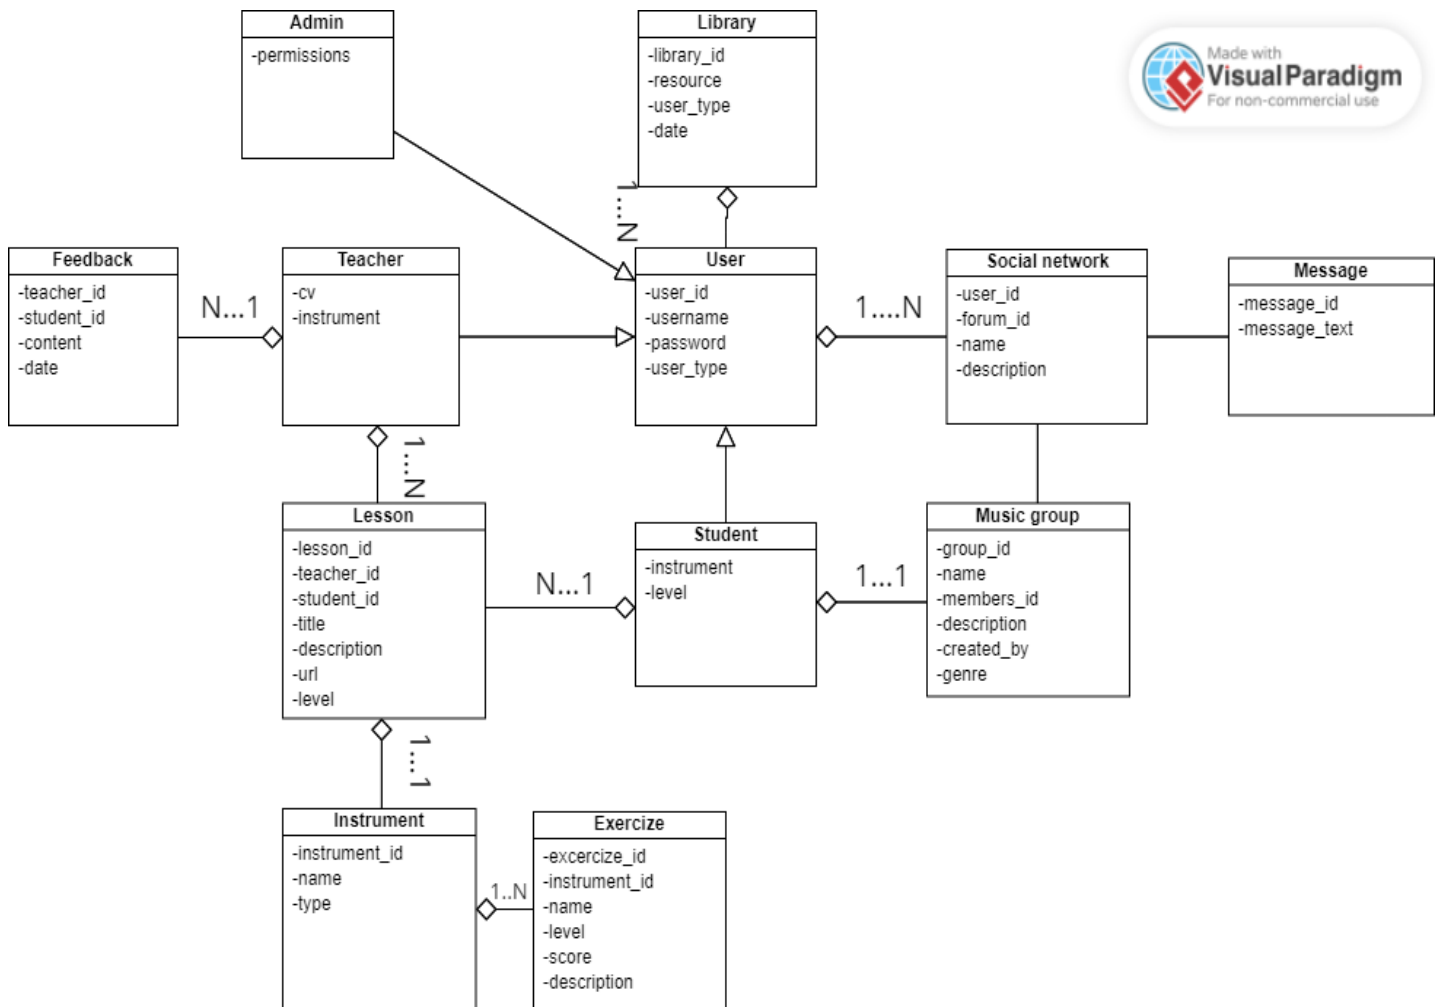 Admin
-permissions
Library
-library_id
-resource
-user_type
-date
Made with
Visual Paradigm
For non-commercial use
1....N
Feedback
-teacher_id
-student_id
-content
-date
N...1
Teacher
-cv
-instrument
User
-user_id
-username
-password
-user_type
1....N
Social network
-user_id
-forum_id
-name
-description
Message
-message_id
-message_text
1....N
Lesson
-lesson_id
-teacher_id
-student_id
-title
-description
-url
-level
N...1
Student
-instrument
-level
1...1
Music group
-group_id
-name
-members_id
-description
-created_by
-genre
1....1
Instrument
-instrument_id
-name
-type
1..N
Exercize
-excercize_id
-instrument_id
-name
-level
-score
-description